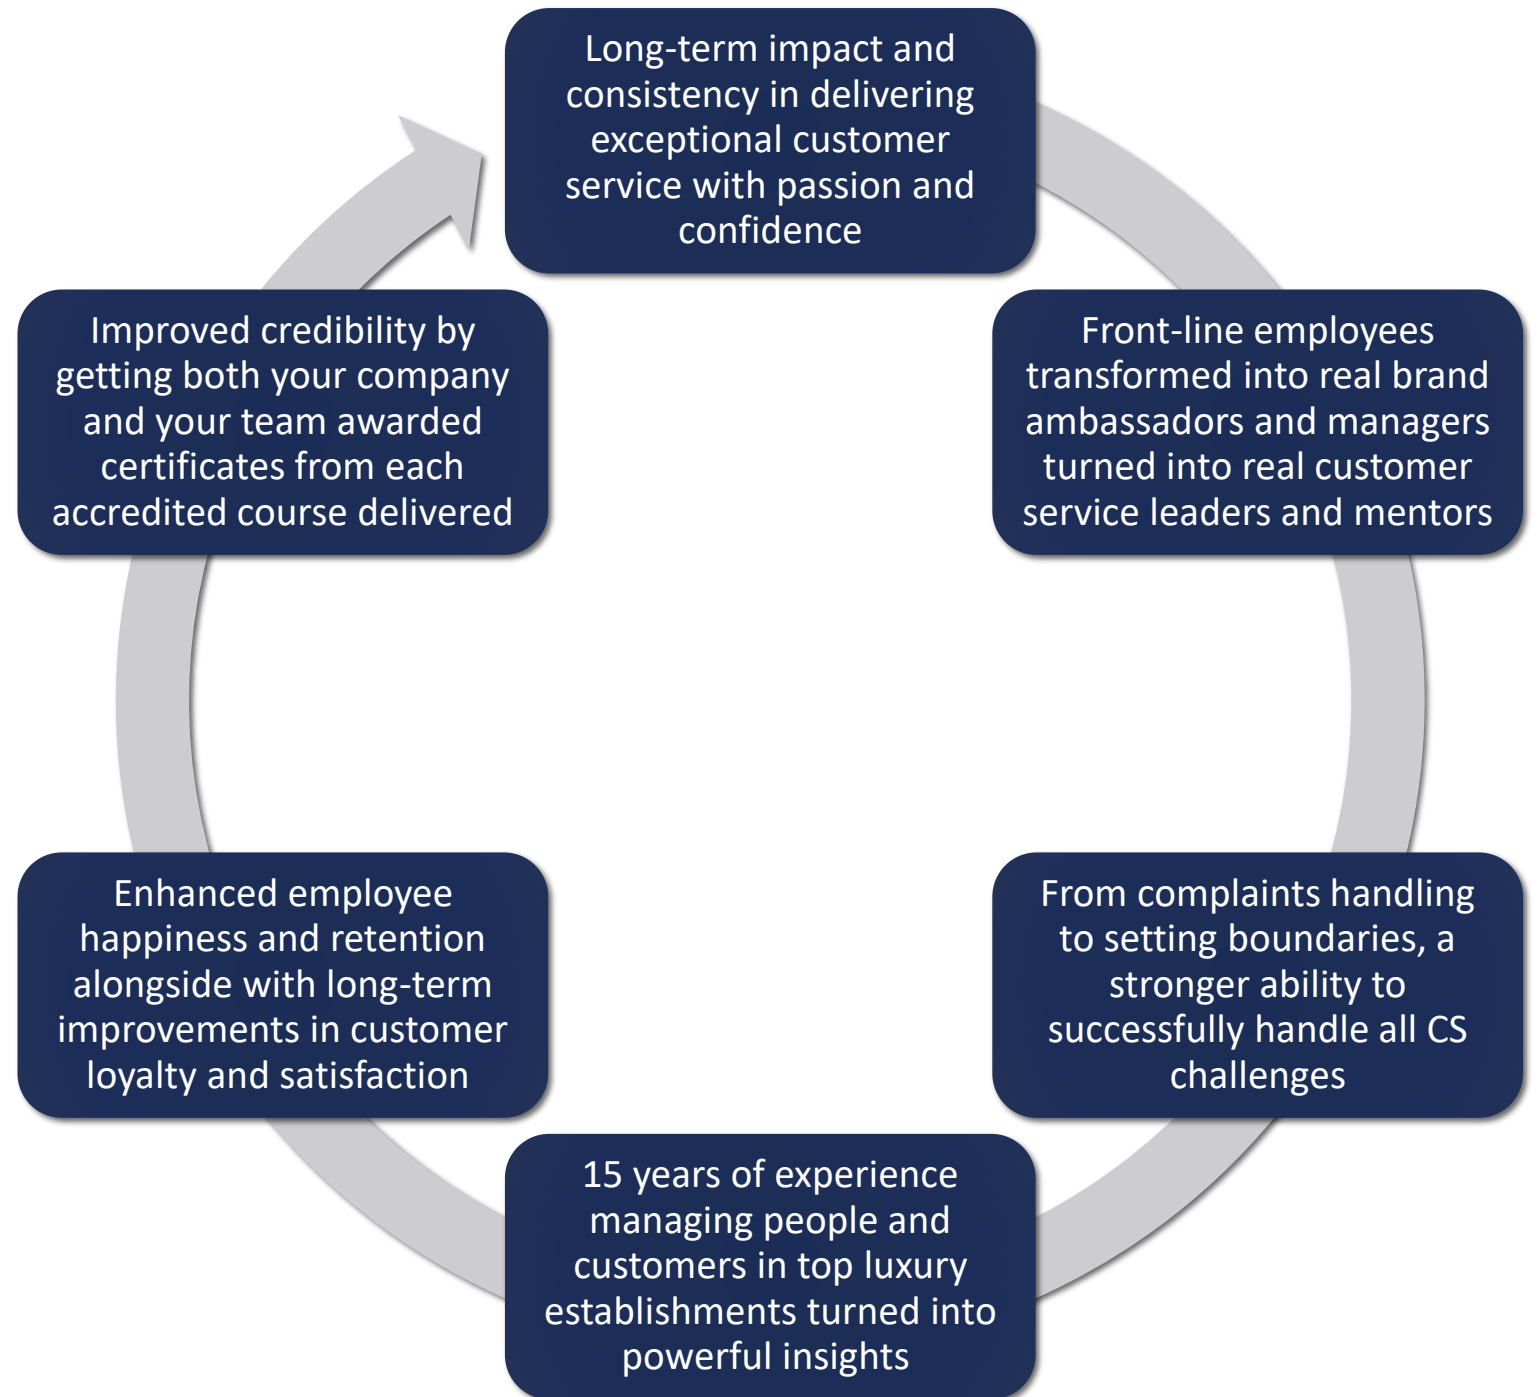 Long-term impact and
consistency in delivering
exceptional customer
service with passion and
confidence
Front-line employees
transformed into real brand
ambassadors and managers
turned into real customer
service leaders and mentors
From complaints handling
to setting boundaries, a
stronger ability to
successfully handle all CS
challenges
15 years of experience
managing people and
customers in top luxury
establishments turned into
powerful insights
Enhanced employee
happiness and retention
alongside with long-term
improvements in customer
loyalty and satisfaction
Improved credibility by
getting both your company
and your team awarded
certificates from each
accredited course delivered